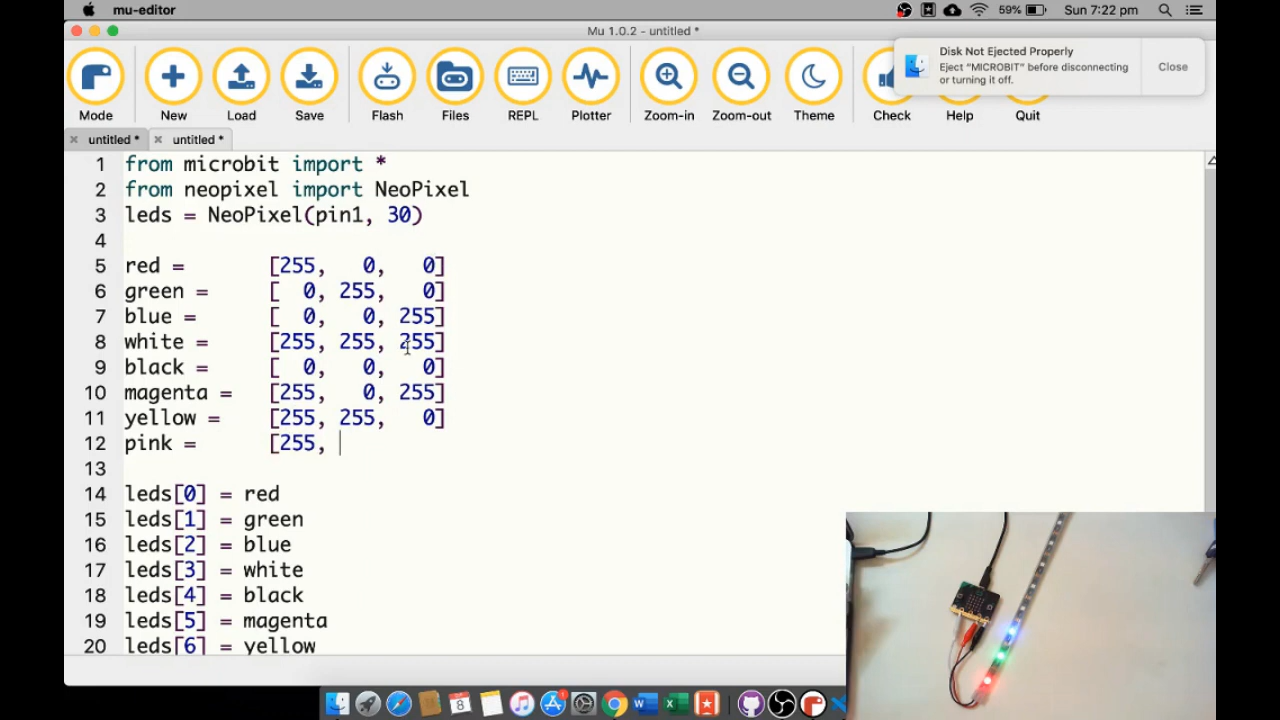 mu-editor 59% Sun 7:22 pm
Mu 1.0.2 - untitled *
Disk Not Ejected Properly
Eject “MICROBIT” before disconnecting
or turning it off.
Close
Mode New Load Save Flash Files REPL Plotter Zoom-in Zoom-out Theme Check Help Quit
untitled * untitled *
1 from microbit import *
2 from neopixel import NeoPixel
3 leds = NeoPixel(pin1, 30)
4
5 red = [255, 0, 0]
6 green = [ 0, 255, 0]
7 blue = [ 0, 0, 255]
8 white = [255, 255, 255]
9 black = [ 0, 0, 0]
10 magenta = [255, 0, 255]
11 yellow = [255, 255, 0]
12 pink = [255,
13
14 leds[0] = red
15 leds[1] = green
16 leds[2] = blue
17 leds[3] = white
18 leds[4] = black
19 leds[5] = magenta
20 leds[6] = yellow